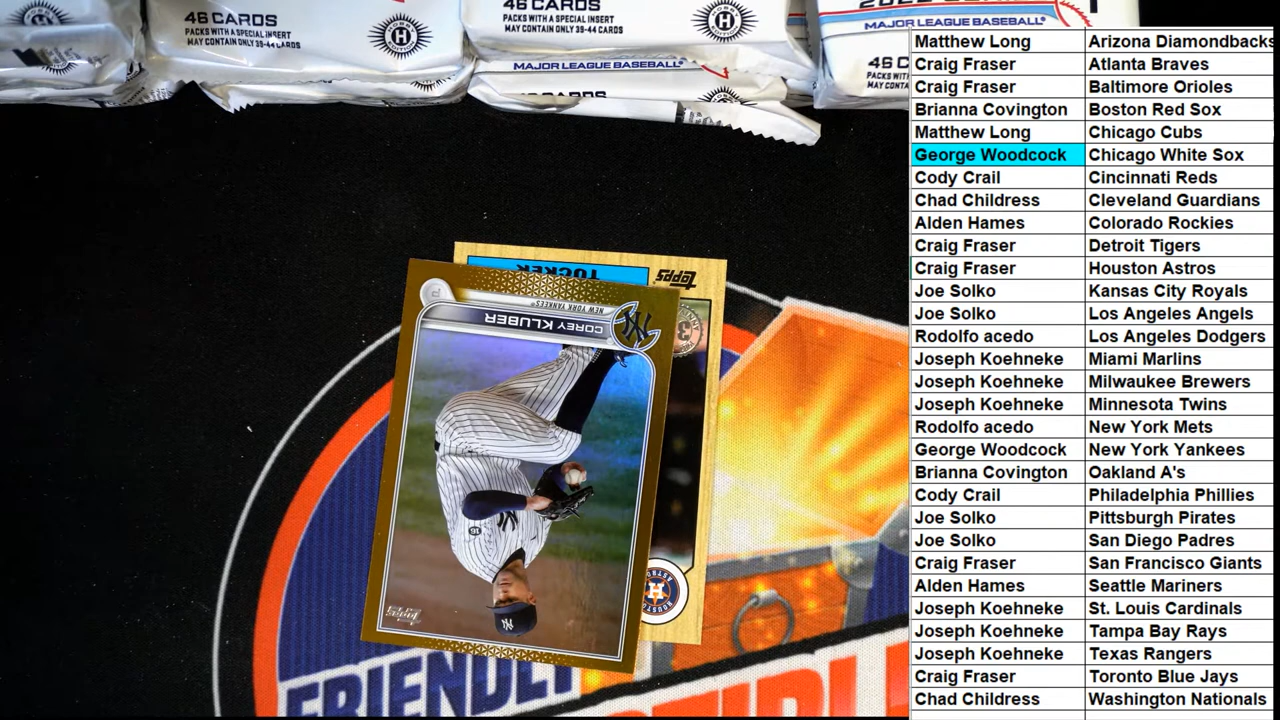 46 CARDS
PACKS WITH A SPECIAL INSERT
MAY CONTAIN ONLY 39-44 CARDS
H
46 CARDS
PACKS WITH A SPECIAL INSERT
MAY CONTAIN ONLY 39-44 CARDS
H
MAJOR LEAGUE BASEBALL
MAJOR LEAGUE BASEBALL
TUCKER
Topps
P
NEW YORK YANKEES
COREY KLUBER
H
HOUSTON
ASTROS
Topps
FRIENDLY
Matthew Long Arizona Diamondbacks
Craig Fraser Atlanta Braves
Craig Fraser Baltimore Orioles
Brianna Covington Boston Red Sox
Matthew Long Chicago Cubs
George Woodcock Chicago White Sox
Cody Crail Cincinnati Reds
Chad Childress Cleveland Guardians
Alden Hames Colorado Rockies
Craig Fraser Detroit Tigers
Craig Fraser Houston Astros
Joe Solko Kansas City Royals
Joe Solko Los Angeles Angels
Rodolfo acedo Los Angeles Dodgers
Joseph Koehneke Miami Marlins
Joseph Koehneke Milwaukee Brewers
Joseph Koehneke Minnesota Twins
Rodolfo acedo New York Mets
George Woodcock New York Yankees
Brianna Covington Oakland A's
Cody Crail Philadelphia Phillies
Joe Solko Pittsburgh Pirates
Joe Solko San Diego Padres
Craig Fraser San Francisco Giants
Alden Hames Seattle Mariners
Joseph Koehneke St. Louis Cardinals
Joseph Koehneke Tampa Bay Rays
Joseph Koehneke Texas Rangers
Craig Fraser Toronto Blue Jays
Chad Childress Washington Nationals